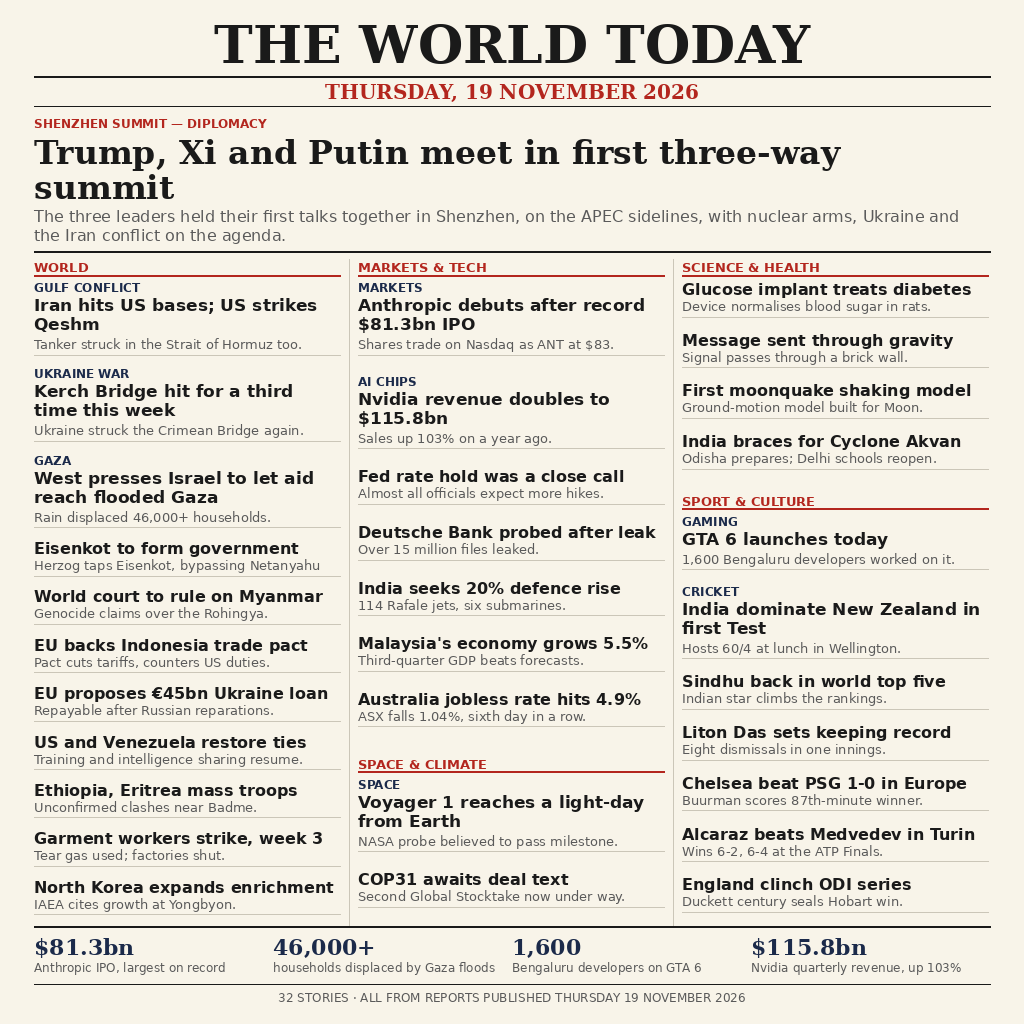 THE WORLD TODAY
THURSDAY, 19 NOVEMBER 2026
SHENZHEN SUMMIT — DIPLOMACY
Trump, Xi and Putin meet in first three-way
summit
The three leaders held their first talks together in Shenzhen, on the APEC sidelines, with nuclear arms, Ukraine and
the Iran conflict on the agenda.
WORLD
GULF CONFLICT
Iran hits US bases; US strikes
Qeshm
Tanker struck in the Strait of Hormuz too.
UKRAINE WAR
Kerch Bridge hit for a third
time this week
Ukraine struck the Crimean Bridge again.
GAZA
West presses Israel to let aid
reach flooded Gaza
Rain displaced 46,000+ households.
Eisenkot to form government
Herzog taps Eisenkot, bypassing Netanyahu
World court to rule on Myanmar
Genocide claims over the Rohingya.
EU backs Indonesia trade pact
Pact cuts tariffs, counters US duties.
EU proposes €45bn Ukraine loan
Repayable after Russian reparations.
US and Venezuela restore ties
Training and intelligence sharing resume.
Ethiopia, Eritrea mass troops
Unconfirmed clashes near Badme.
Garment workers strike, week 3
Tear gas used; factories shut.
North Korea expands enrichment
IAEA cites growth at Yongbyon.
MARKETS & TECH
MARKETS
Anthropic debuts after record
$81.3bn IPO
Shares trade on Nasdaq as ANT at $83.
AI CHIPS
Nvidia revenue doubles to
$115.8bn
Sales up 103% on a year ago.
Fed rate hold was a close call
Almost all officials expect more hikes.
Deutsche Bank probed after leak
Over 15 million files leaked.
India seeks 20% defence rise
114 Rafale jets, six submarines.
Malaysia's economy grows 5.5%
Third-quarter GDP beats forecasts.
Australia jobless rate hits 4.9%
ASX falls 1.04%, sixth day in a row.
SPACE & CLIMATE
SPACE
Voyager 1 reaches a light-day
from Earth
NASA probe believed to pass milestone.
COP31 awaits deal text
Second Global Stocktake now under way.
SCIENCE & HEALTH
Glucose implant treats diabetes
Device normalises blood sugar in rats.
Message sent through gravity
Signal passes through a brick wall.
First moonquake shaking model
Ground-motion model built for Moon.
India braces for Cyclone Akvan
Odisha prepares; Delhi schools reopen.
SPORT & CULTURE
GAMING
GTA 6 launches today
1,600 Bengaluru developers worked on it.
CRICKET
India dominate New Zealand in
first Test
Hosts 60/4 at lunch in Wellington.
Sindhu back in world top five
Indian star climbs the rankings.
Liton Das sets keeping record
Eight dismissals in one innings.
Chelsea beat PSG 1-0 in Europe
Buurman scores 87th-minute winner.
Alcaraz beats Medvedev in Turin
Wins 6-2, 6-4 at the ATP Finals.
England clinch ODI series
Duckett century seals Hobart win.
$81.3bn
Anthropic IPO, largest on record
46,000+
households displaced by Gaza floods
1,600
Bengaluru developers on GTA 6
$115.8bn
Nvidia quarterly revenue, up 103%
32 STORIES · ALL FROM REPORTS PUBLISHED THURSDAY 19 NOVEMBER 2026